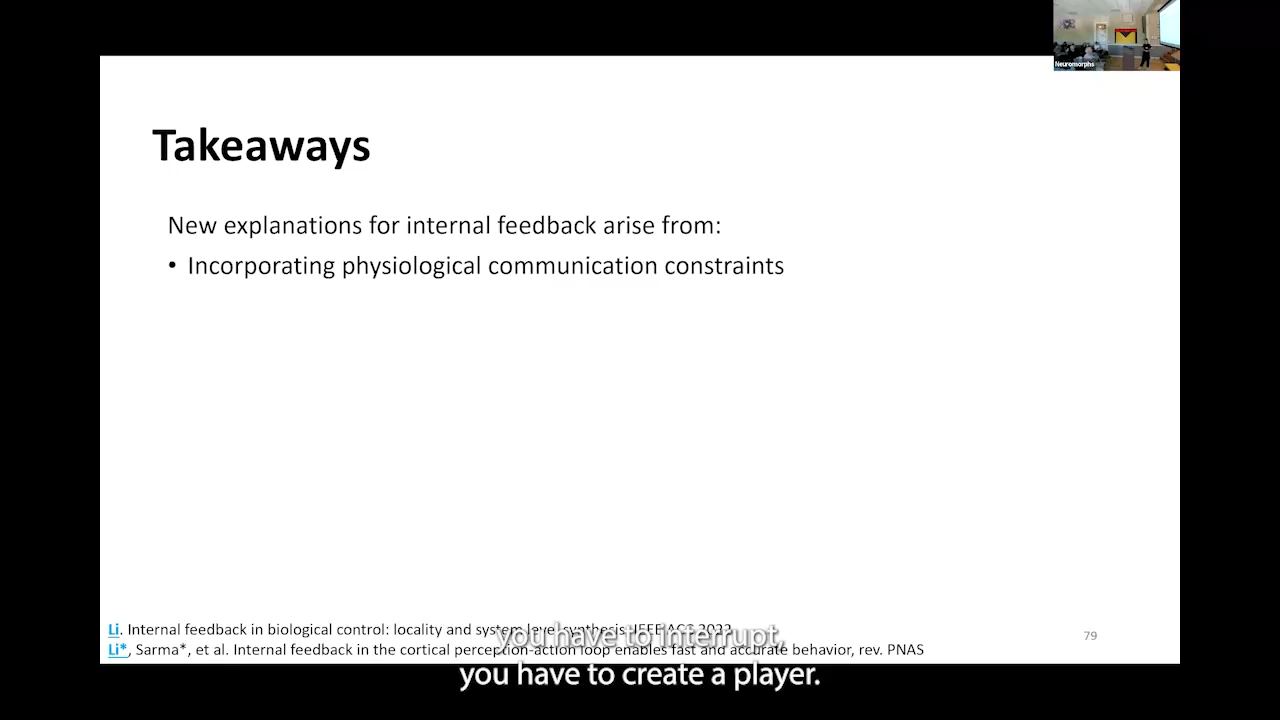 Neuromorphs
Takeaways
New explanations for internal feedback arise from:
• Incorporating physiological communication constraints
Li. Internal feedback in biological control: locality and system level synthesis. IEEE ACC 2022
Li*, Sarma*, et al. Internal feedback in the cortical perception-action loop enables fast and accurate behavior, rev. PNAS
79
you have to interrupt,
you have to create a player.